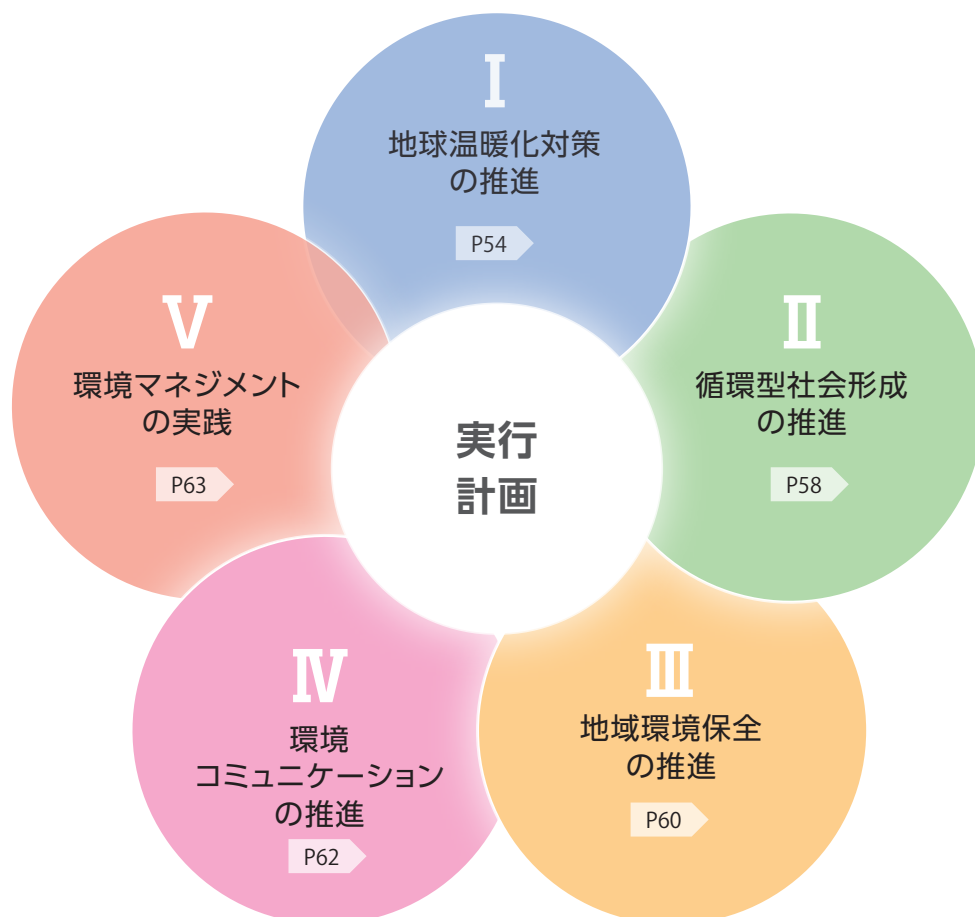 Ⅰ
地球温暖化対策
の推進
P54
Ⅱ
循環型社会形成
の推進
P58
Ⅲ
地域環境保全
の推進
P60
Ⅳ
環境
コミュニケーション
の推進
P62
Ⅴ
環境マネジメント
の実践
P63
実行
計画